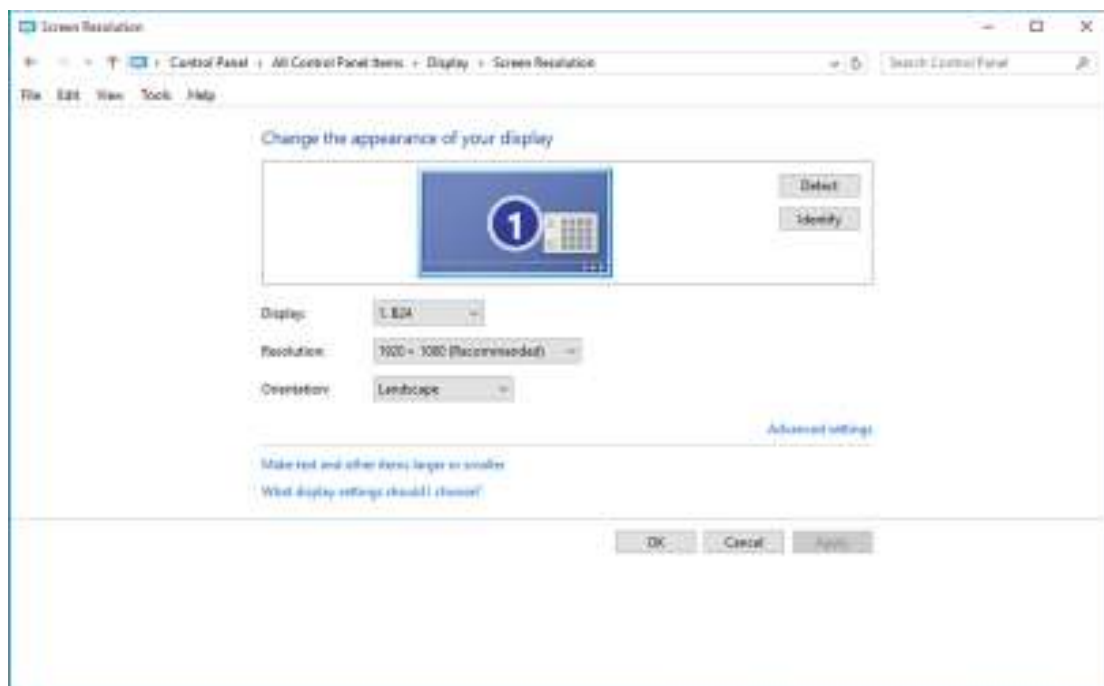 Screen Resolution
Control Panel › All Control Panel Items › Display › Screen Resolution
Search Control Panel
File Edit View Tools Help
Change the appearance of your display
1
Detect
Identify
Display: 1. B24
Resolution: 1920 × 1080 (Recommended)
Orientation: Landscape
Advanced settings
Make text and other items larger or smaller
What display settings should I choose?
OK Cancel Apply